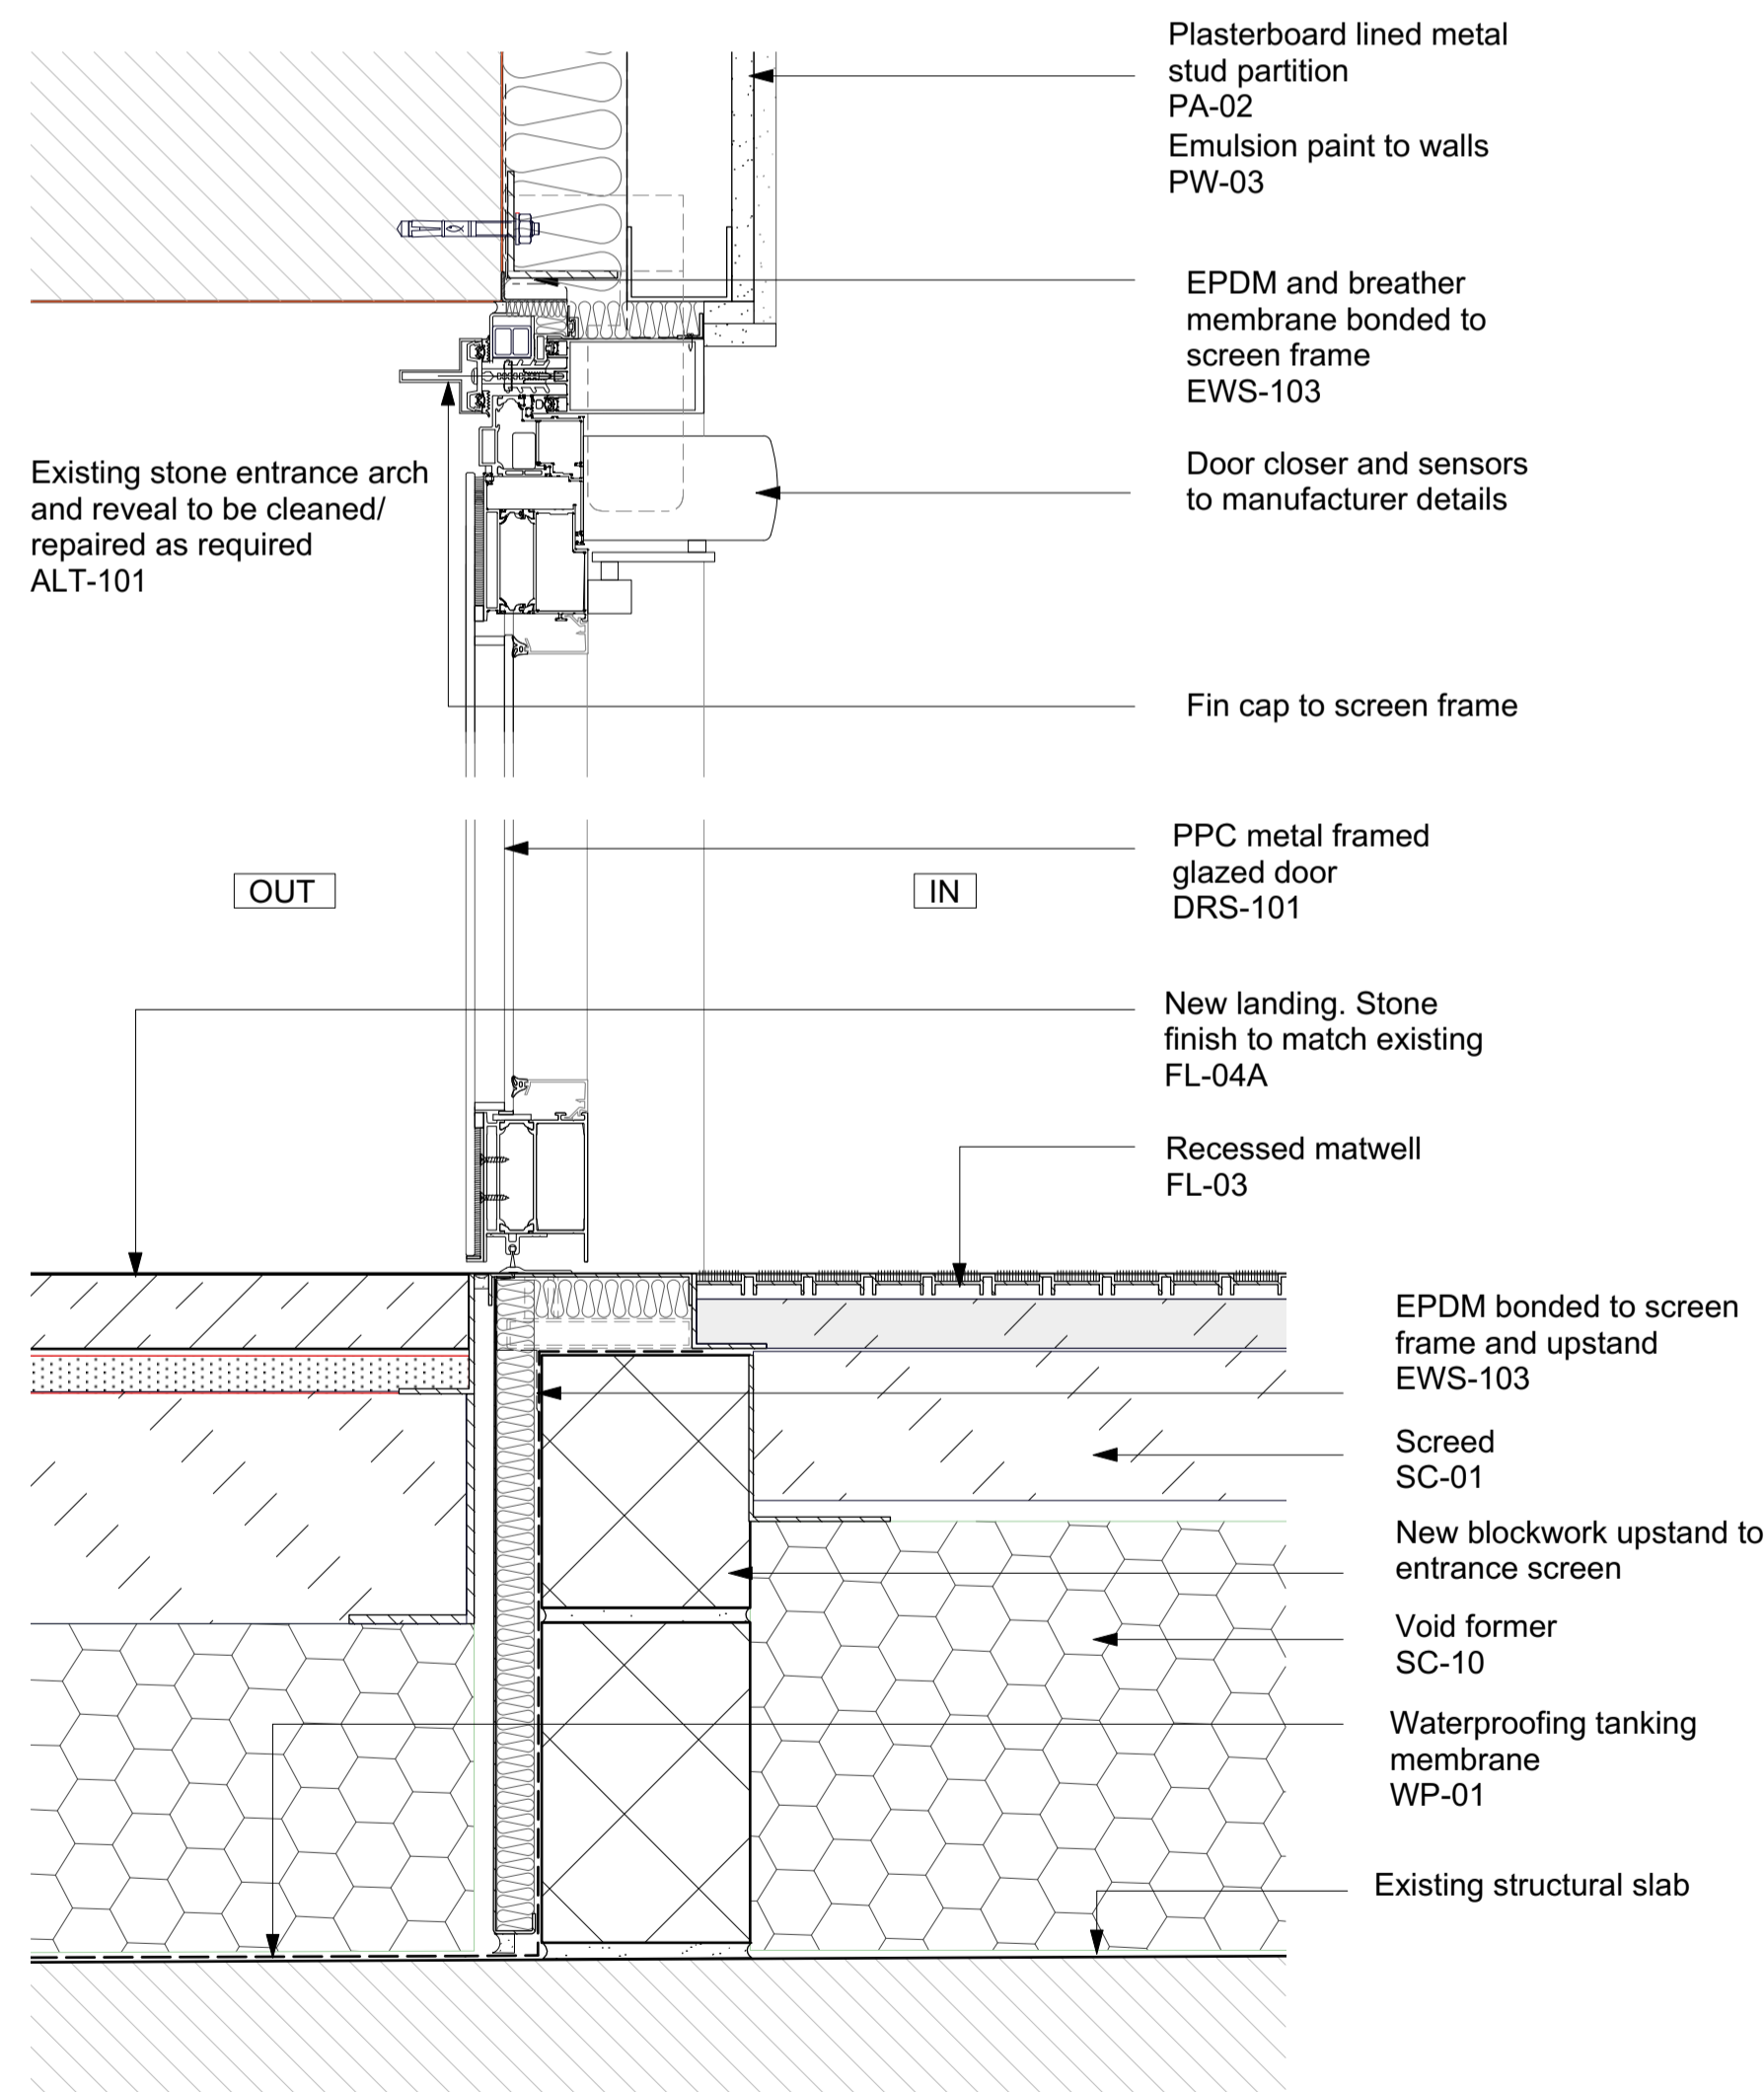 Plasterboard lined metal
stud partition
PA-02
Emulsion paint to walls
PW-03
EPDM and breather
membrane bonded to
screen frame
EWS-103
Existing stone entrance arch
and reveal to be cleaned/
repaired as required
ALT-101
Door closer and sensors
to manufacturer details
Fin cap to screen frame
PPC metal framed
glazed door
DRS-101
OUT
IN
New landing. Stone
finish to match existing
FL-04A
Recessed matwell
FL-03
EPDM bonded to screen
frame and upstand
EWS-103
Screed
SC-01
New blockwork upstand to
entrance screen
Void former
SC-10
Waterproofing tanking
membrane
WP-01
Existing structural slab